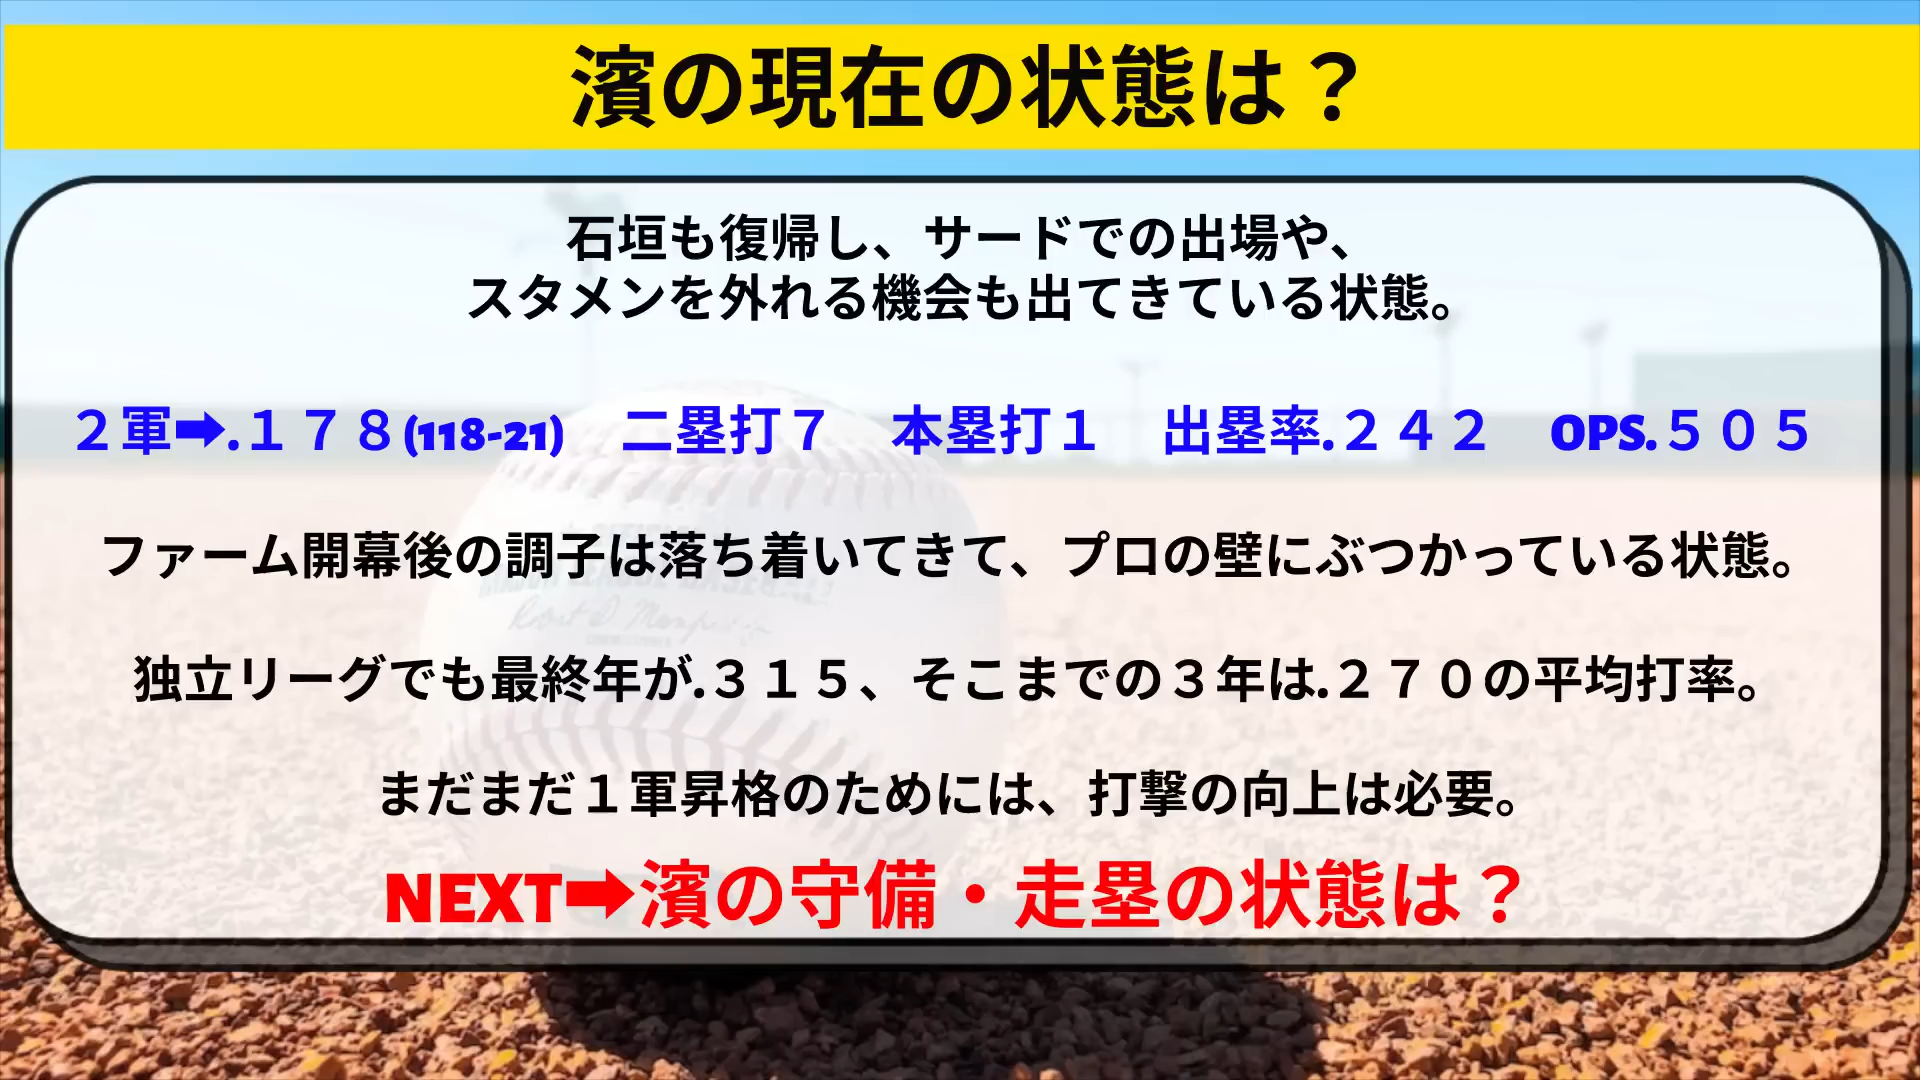 濱の現在の状態は？
石垣も復帰し、サードでの出場や、
スタメンを外れる機会も出てきている状態。
２軍➡.１７８(118-21)　二塁打７　本塁打１　出塁率.２４２　OPS.５０５
ファーム開幕後の調子は落ち着いてきて、プロの壁にぶつかっている状態。
独立リーグでも最終年が.３１５、そこまでの３年は.２７０の平均打率。
まだまだ１軍昇格のためには、打撃の向上は必要。
NEXT➡濱の守備・走塁の状態は？